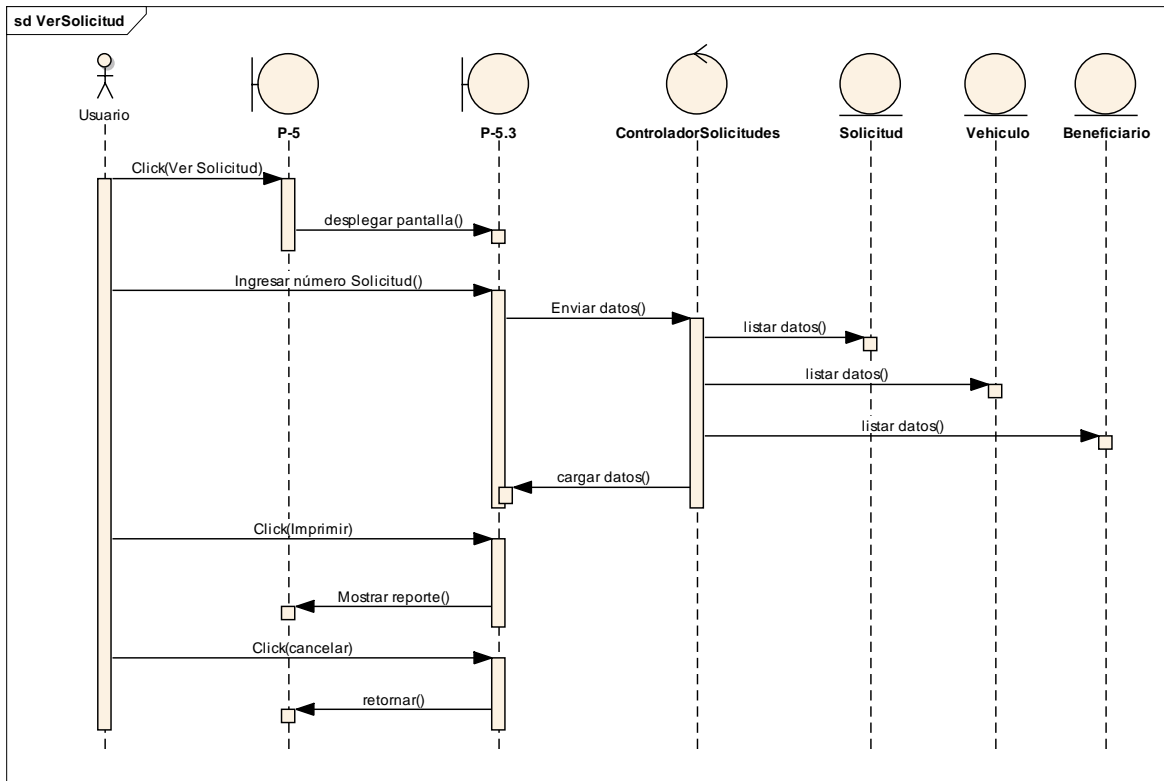 sd VerSolicitud
Usuario
P-5
P-5.3
ControladorSolicitudes
Solicitud
Vehiculo
Beneficiario
Click(Ver Solicitud)
desplegar pantalla()
Ingresar número Solicitud()
Enviar datos()
listar datos()
listar datos()
listar datos()
cargar datos()
Click(Imprimir)
Mostrar reporte()
Click(cancelar)
retornar()